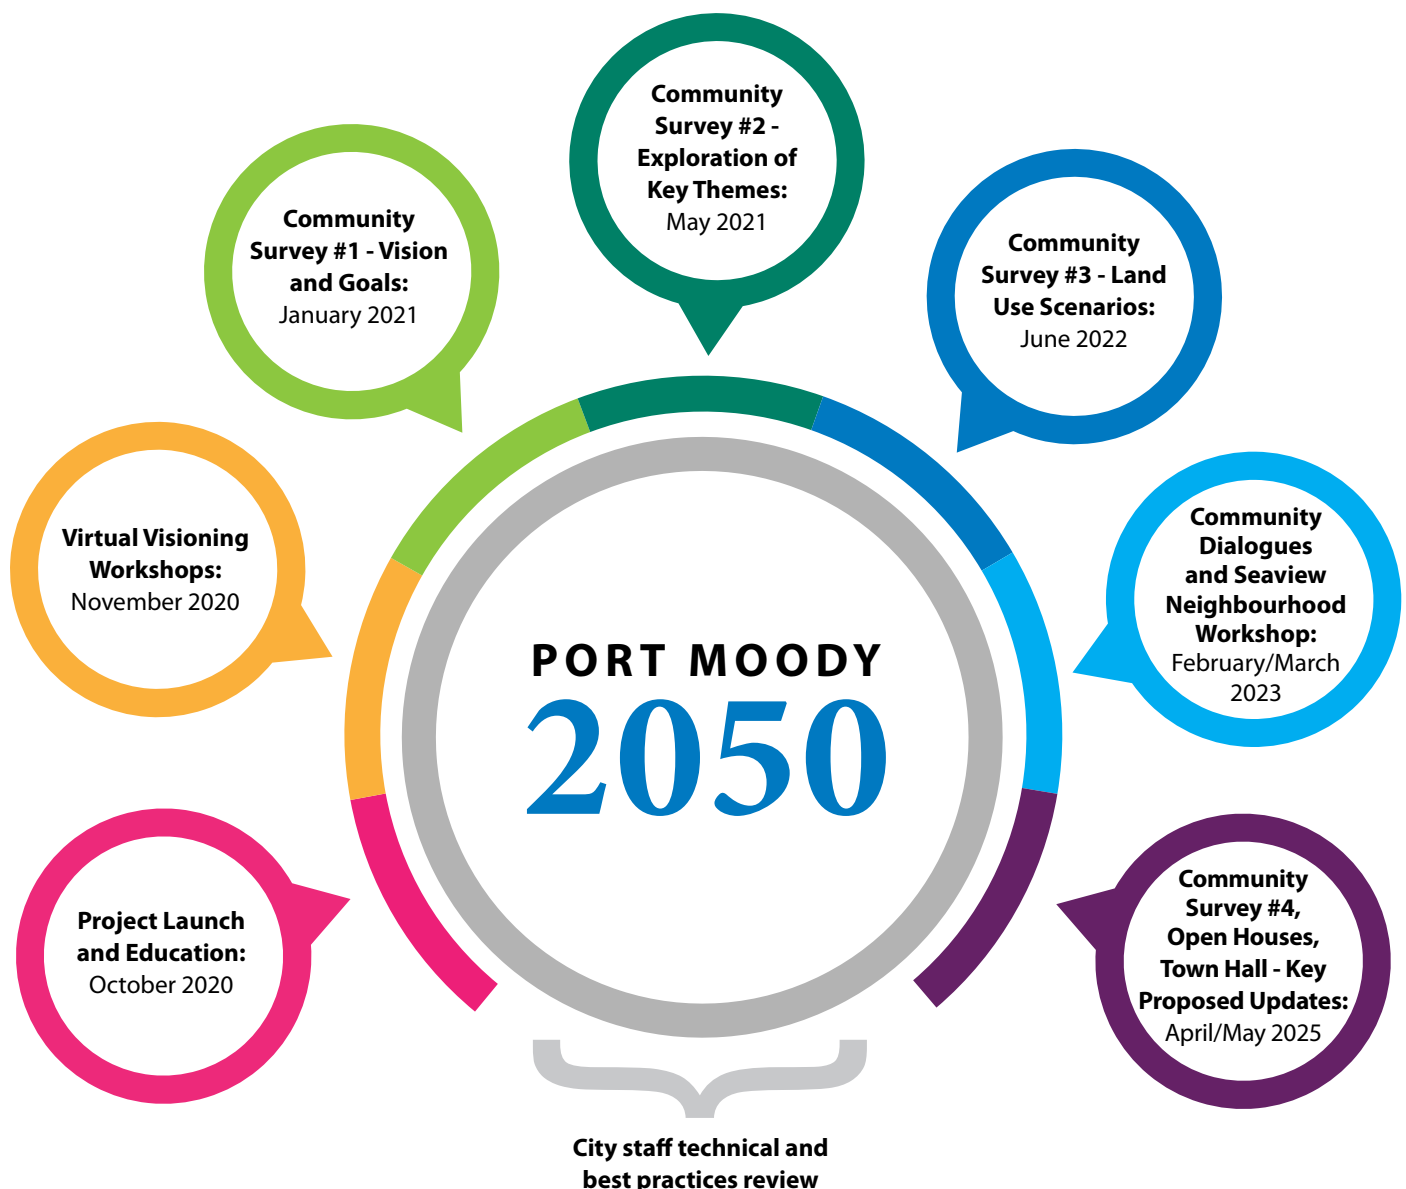 Project Launch
and Education:
October 2020
Virtual Visioning
Workshops:
November 2020
Community
Survey #1 - Vision
and Goals:
January 2021
Community
Survey #2 -
Exploration of
Key Themes:
May 2021
Community
Survey #3 - Land
Use Scenarios:
June 2022
Community
Dialogues
and Seaview
Neighbourhood
Workshop:
February/March
2023
Community
Survey #4,
Open Houses,
Town Hall - Key
Proposed Updates:
April/May 2025
PORT MOODY
2050
City staff technical and
best practices review